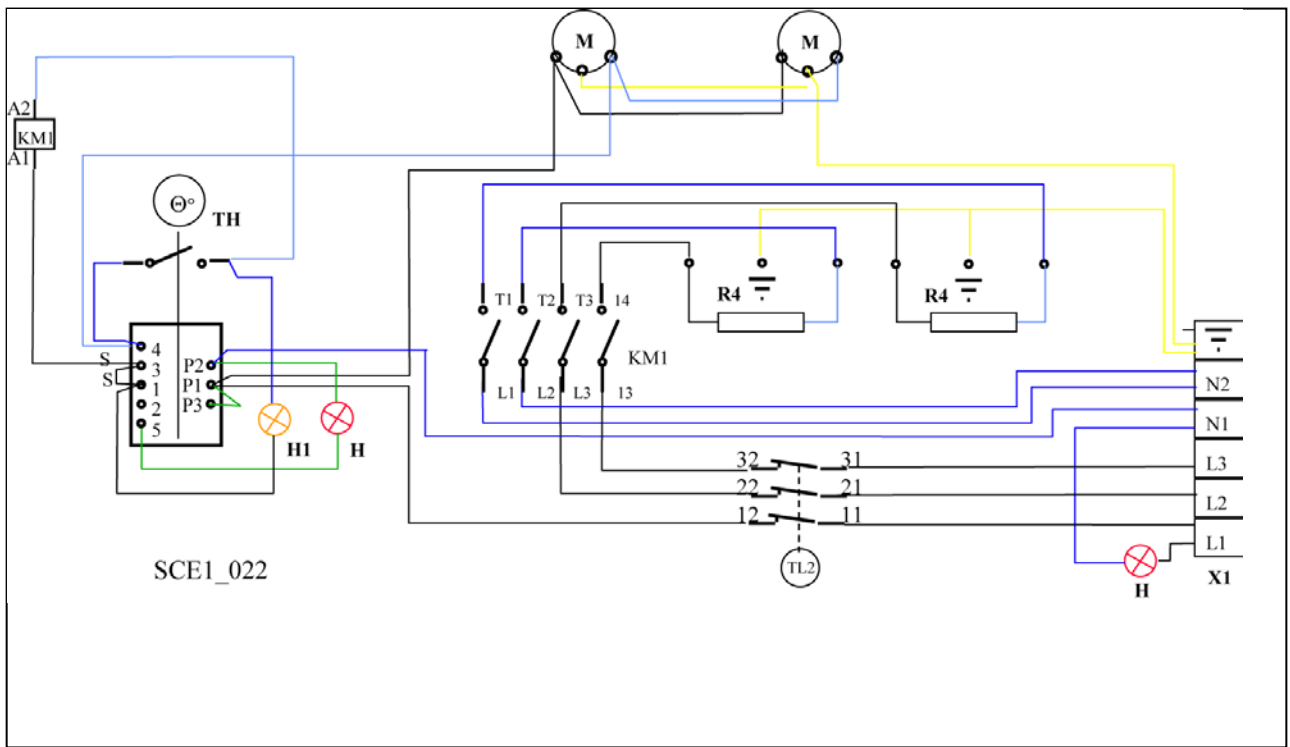 M M
A2
KM1
A1
Θ° TH
T1 T2 T3 14
R4 R4
KM1
L1 L2 L3 13
4
S 3 P2
S 1 P1
2 P3
5
H1 H
N2
N1
32 31 L3
22 21 L2
12 11
L1
TL2
SCE1_022
H X1